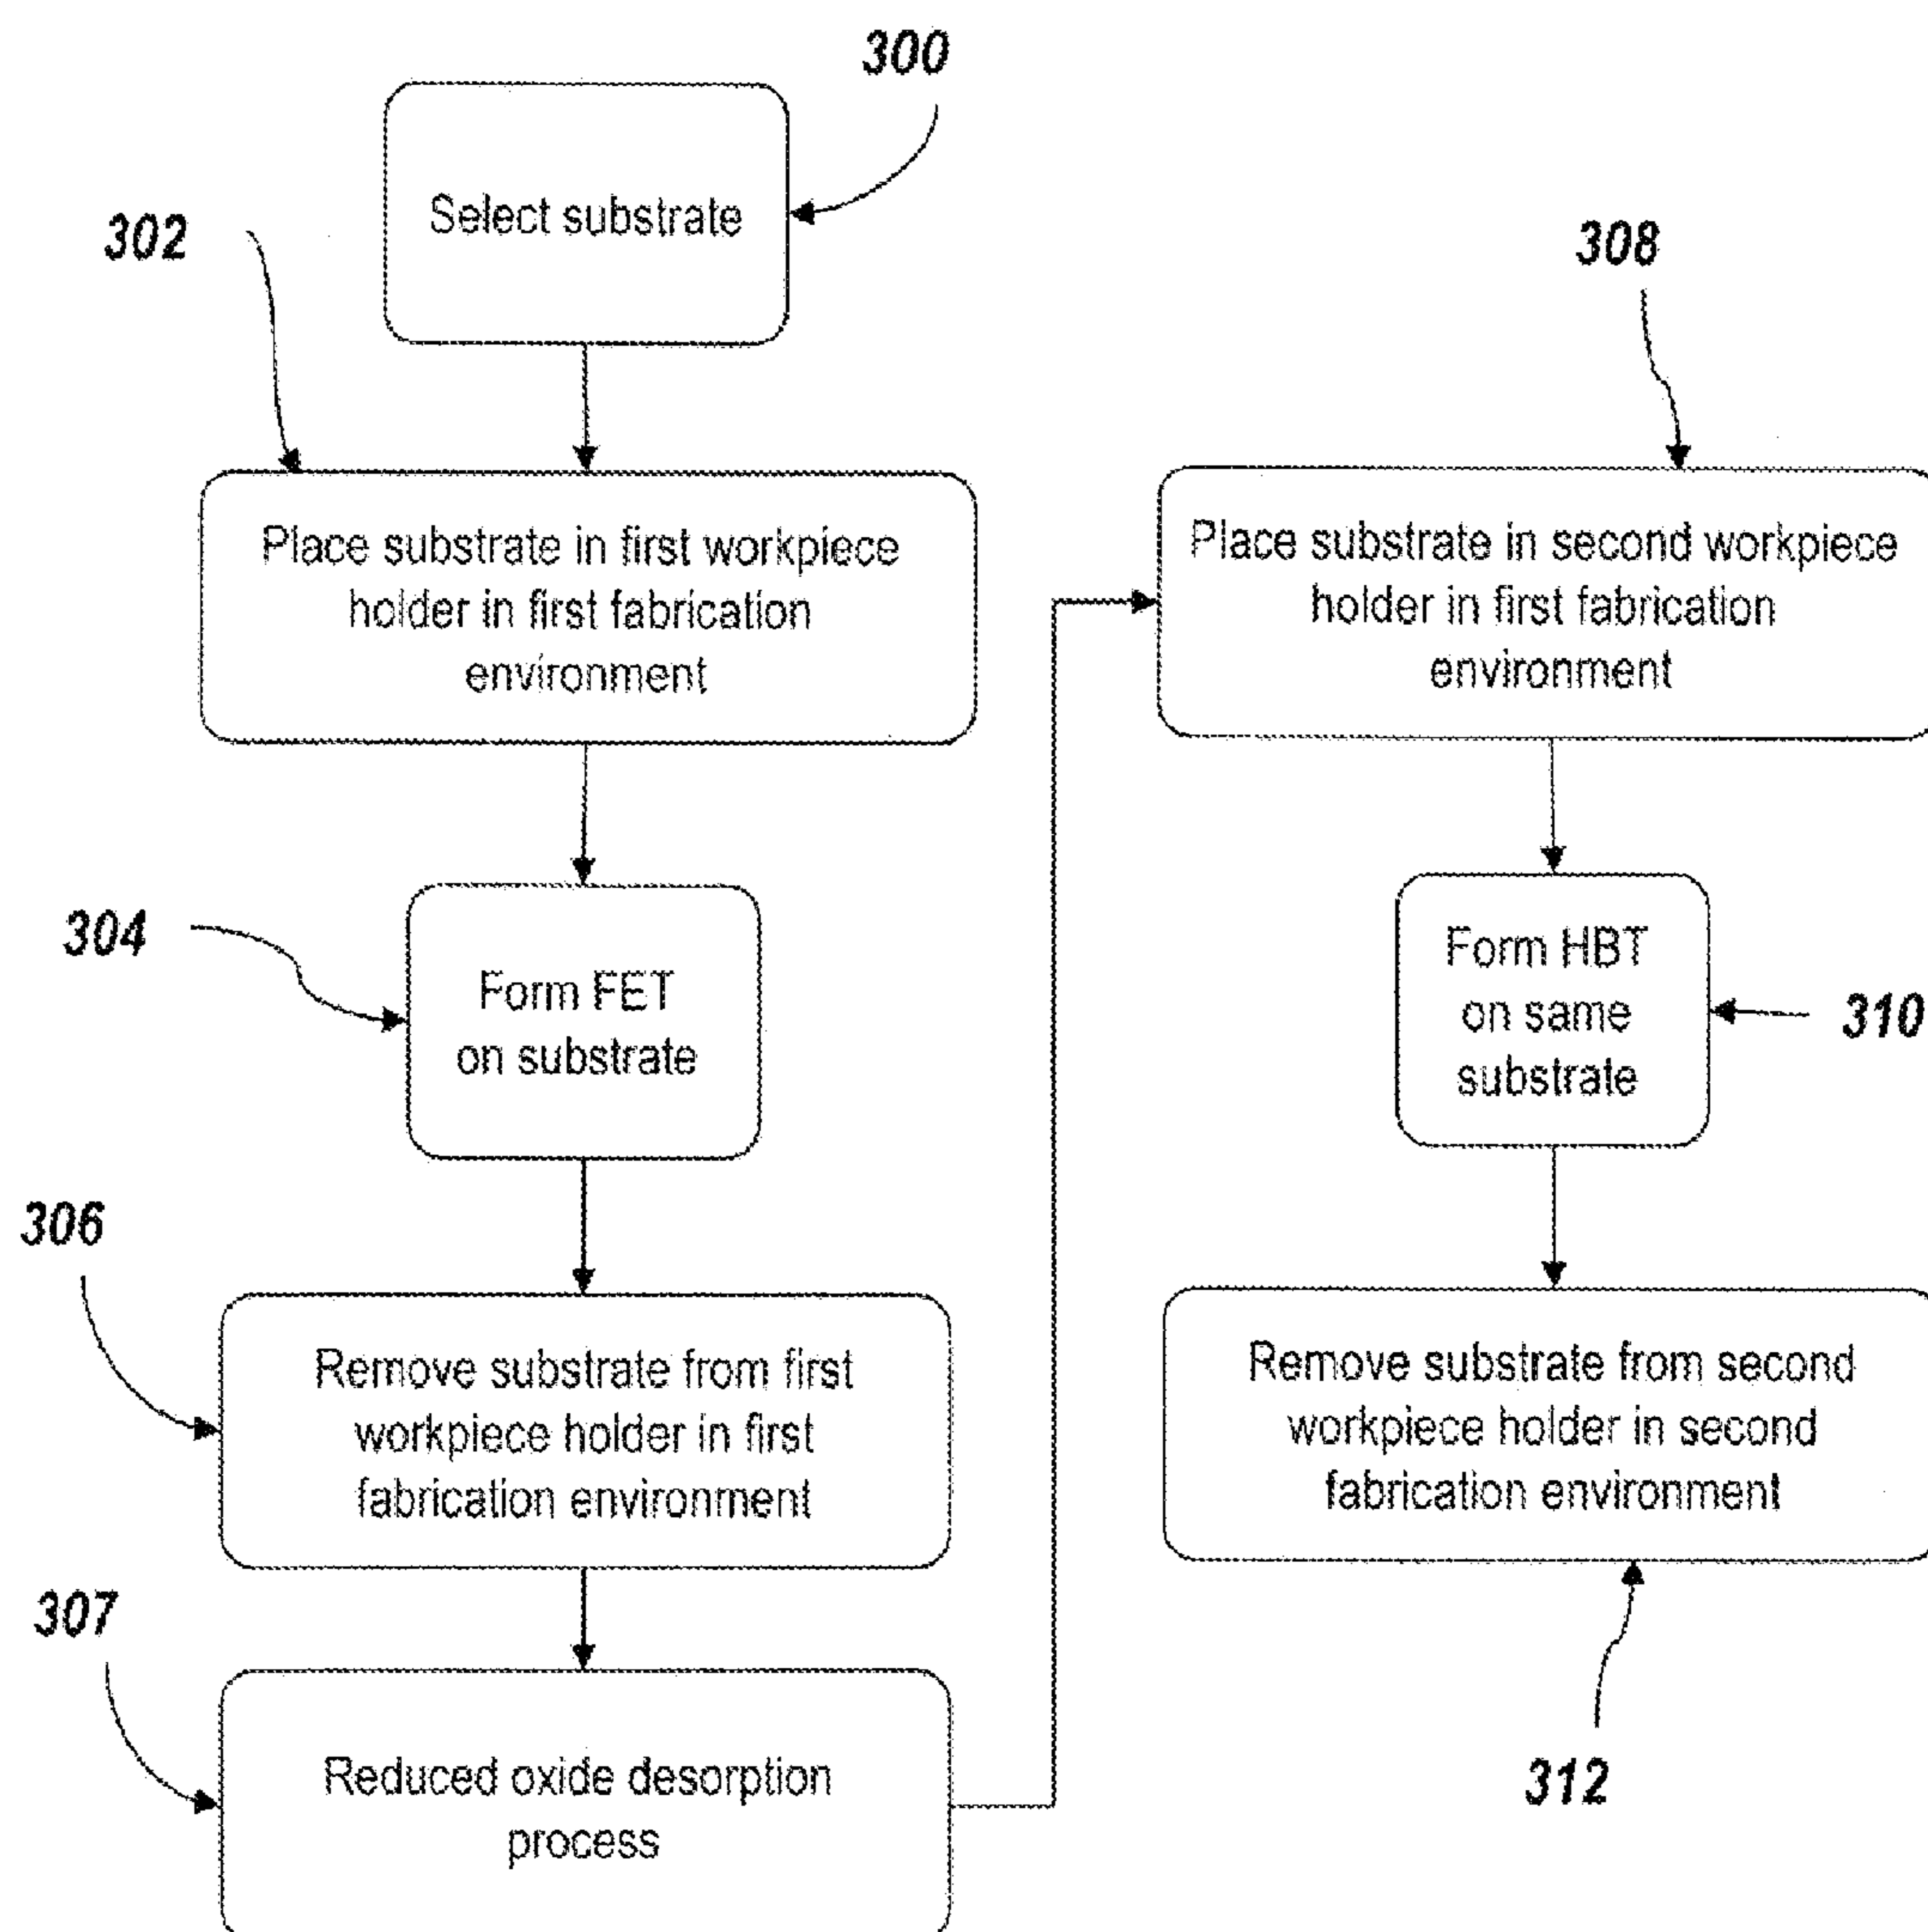 300
Select substrate
302
Place substrate in first workpiece
holder in first fabrication
environment
304
Form FET
on substrate
306
Remove substrate from first
workpiece holder in first
fabrication environment
307
Reduced oxide desorption
process
308
Place substrate in second workpiece
holder in first fabrication
environment
Form HBT
on same
substrate
310
Remove substrate from second
workpiece holder in second
fabrication environment
312